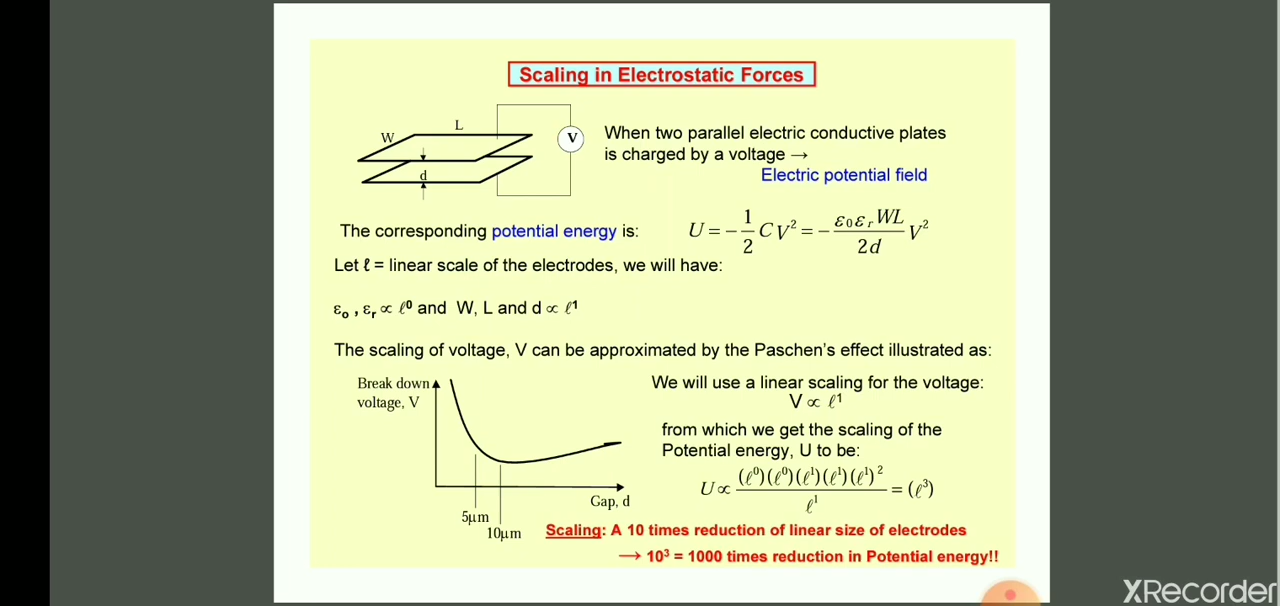 Scaling in Electrostatic Forces
W
L
d
V
When two parallel electric conductive plates
is charged by a voltage →
Electric potential field
The corresponding potential energy is:
U = - 1/2 C V² = - ε₀ εᵣ WL / 2d V²
Let ℓ = linear scale of the electrodes, we will have:
εₒ , εᵣ ∝ ℓ⁰ and W, L and d ∝ ℓ¹
The scaling of voltage, V can be approximated by the Paschen's effect illustrated as:
Break down
voltage, V
Gap, d
5μm
10μm
We will use a linear scaling for the voltage:
V ∝ ℓ¹
from which we get the scaling of the
Potential energy, U to be:
U ∝ (ℓ⁰)(ℓ⁰)(ℓ¹)(ℓ¹)(ℓ¹)² / ℓ¹ = (ℓ³)
Scaling: A 10 times reduction of linear size of electrodes
→ 10³ = 1000 times reduction in Potential energy!!
XRecorder